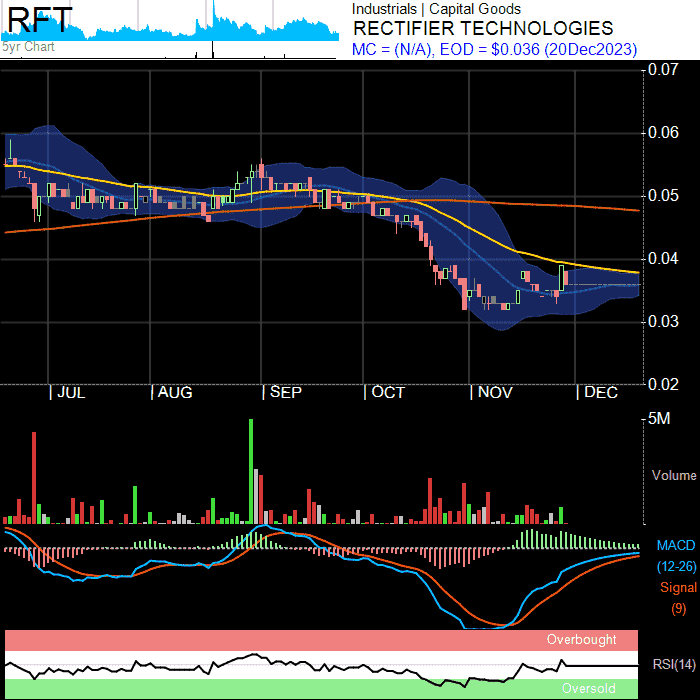 RFT
5yr Chart
Industrials | Capital Goods
RECTIFIER TECHNOLOGIES
MC = (N/A), EOD = $0.036 (20Dec2023)
0.07
0.06
0.05
0.04
0.03
0.02
| JUL | AUG | SEP | OCT | NOV | DEC
5M
Volume
MACD
(12-26)
Signal
(9)
Overbought
RSI(14)
Oversold